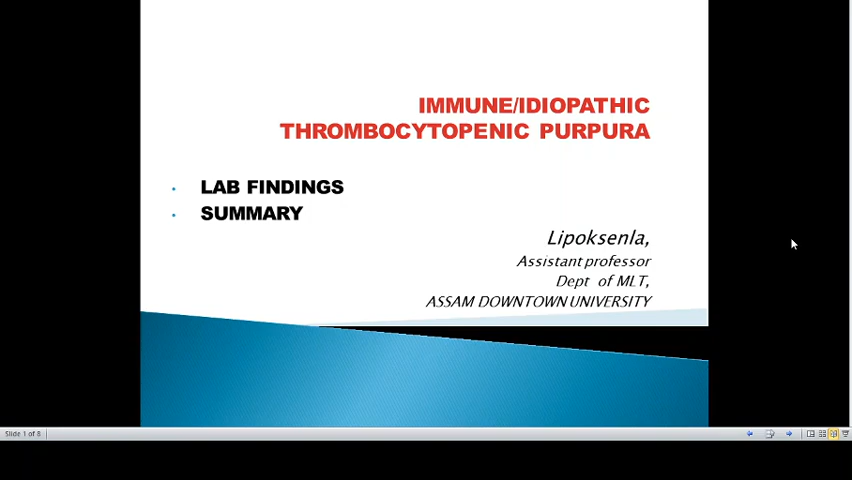 IMMUNE/IDIOPATHIC
THROMBOCYTOPENIC PURPURA
• LAB FINDINGS
• SUMMARY
Lipoksenla,
Assistant professor
Dept of MLT,
ASSAM DOWNTOWN UNIVERSITY
Slide 1 of 8